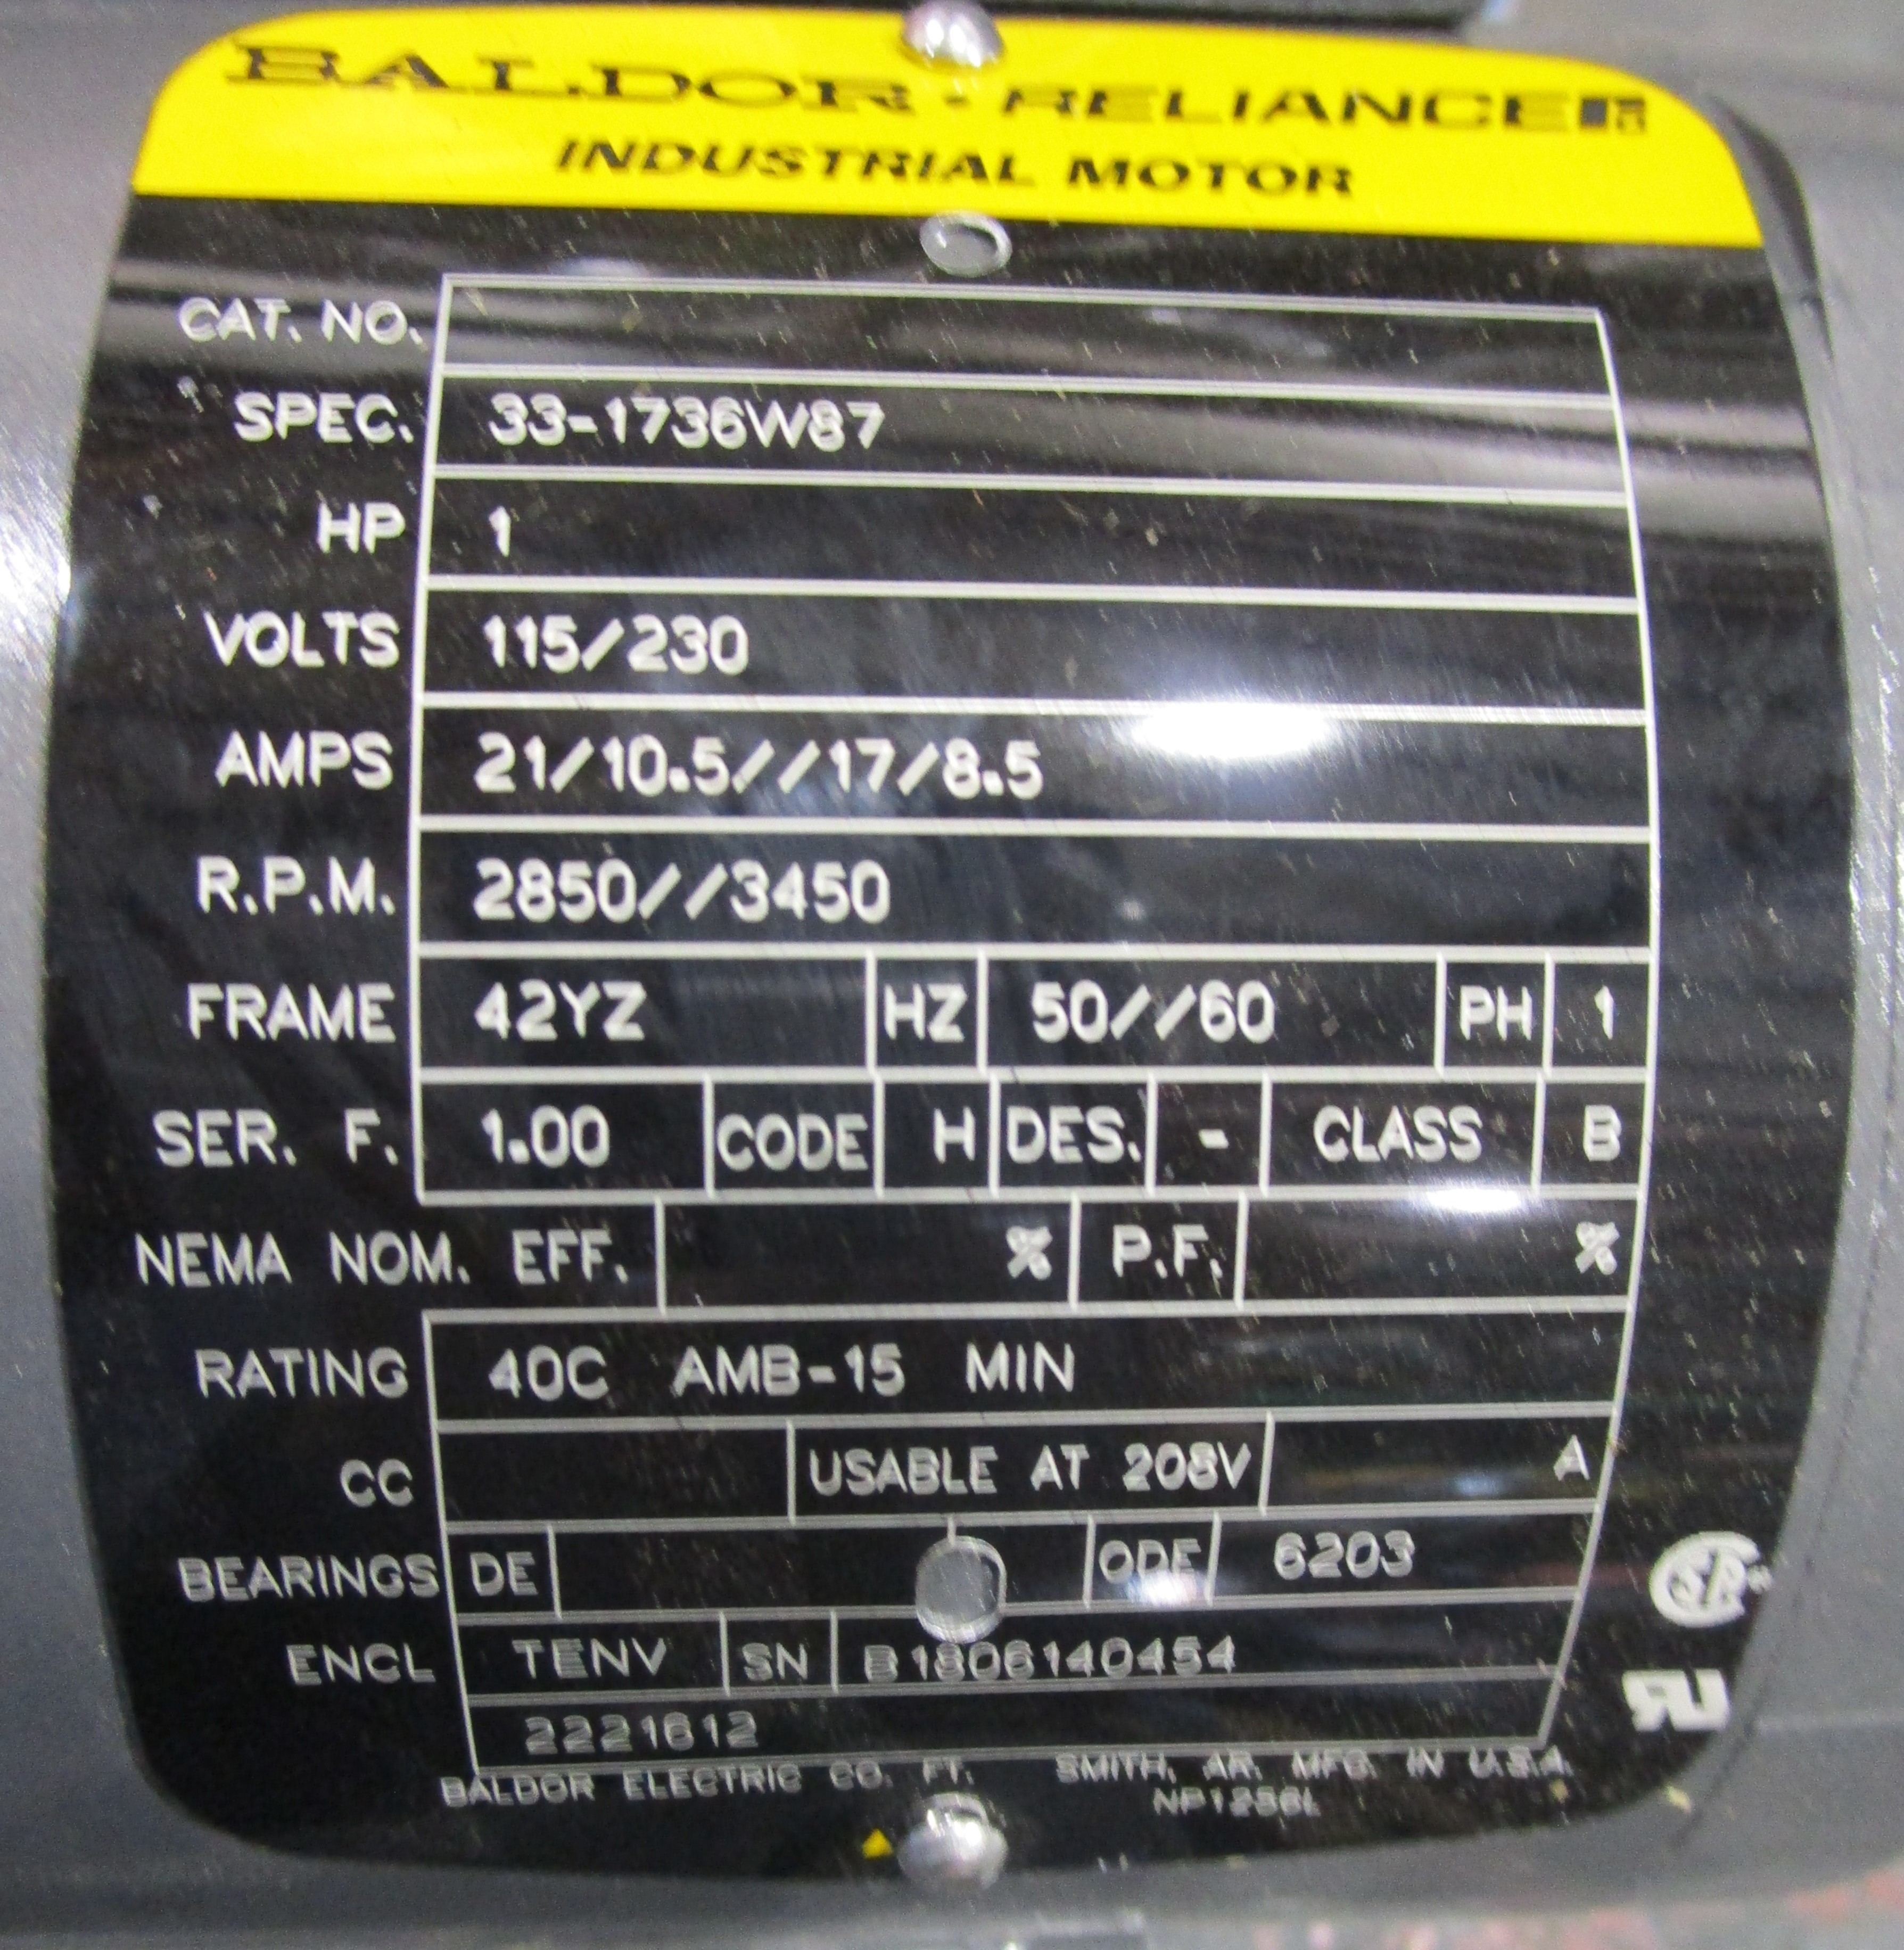 BALDOR · RELIANCE
INDUSTRIAL MOTOR
CAT. NO.
SPEC. 33-1736W87
HP 1
VOLTS 115/230
AMPS 21/10.5//17/8.5
R.P.M. 2850//3450
FRAME 42YZ HZ 50//60 PH 1
SER. F. 1.00 CODE H DES. - CLASS B
NEMA NOM. EFF. % P.F. %
RATING 40C AMB-15 MIN
CC USABLE AT 208V A
BEARINGS DE ODE 6203
ENCL TENV SN B1806140454
2221612
BALDOR ELECTRIC CO. FT. SMITH, AR. MFG. IN U.S.A.
NP1256L